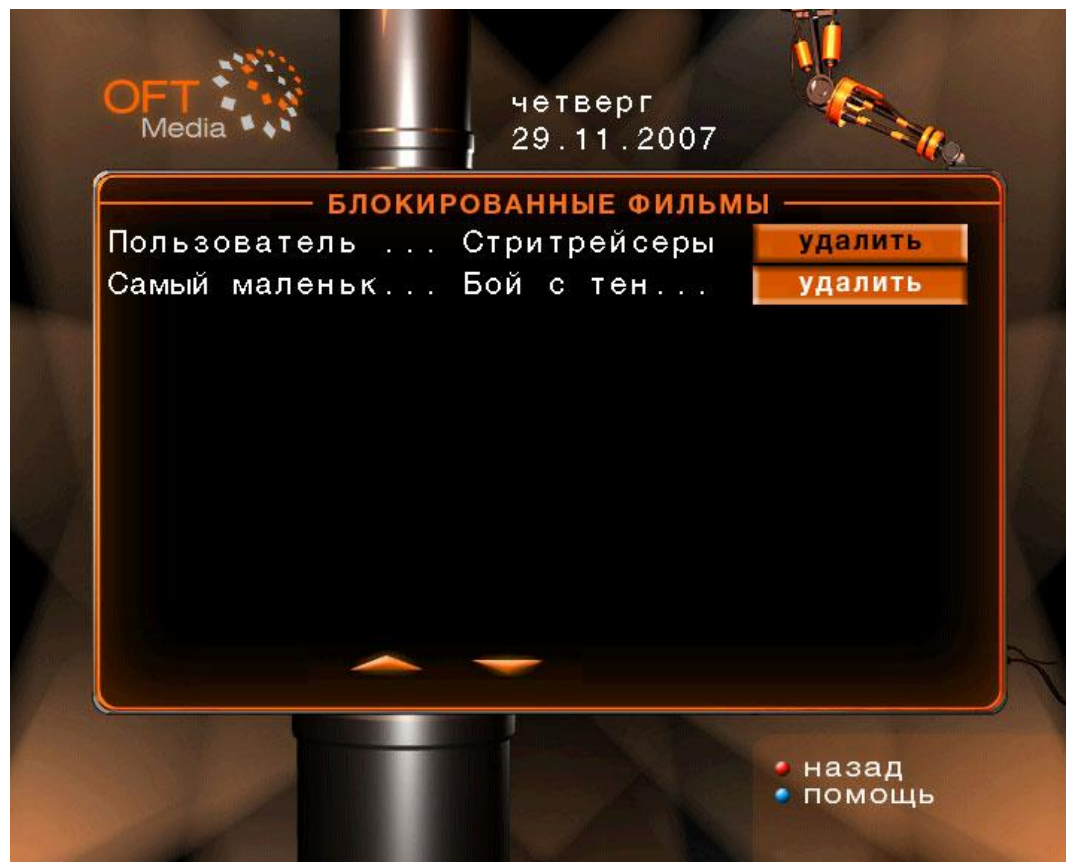 OFT
Media
четверг
29.11.2007
БЛОКИРОВАННЫЕ ФИЛЬМЫ
Пользователь ... Стритрейсеры удалить
Самый маленьк... Бой с тен... удалить
назад
помощь